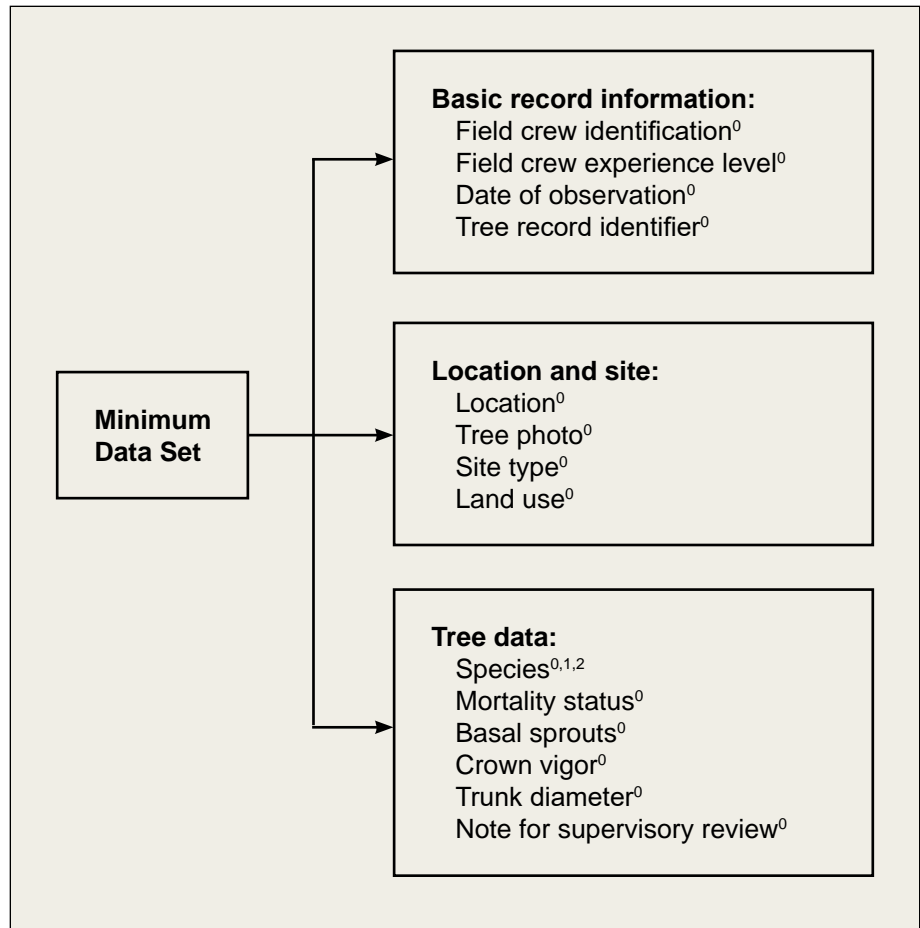 Basic record information:
Field crew identification⁰
Field crew experience level⁰
Date of observation⁰
Tree record identifier⁰
Minimum
Data Set
Location and site:
Location⁰
Tree photo⁰
Site type⁰
Land use⁰
Tree data:
Species⁰,¹,²
Mortality status⁰
Basal sprouts⁰
Crown vigor⁰
Trunk diameter⁰
Note for supervisory review⁰